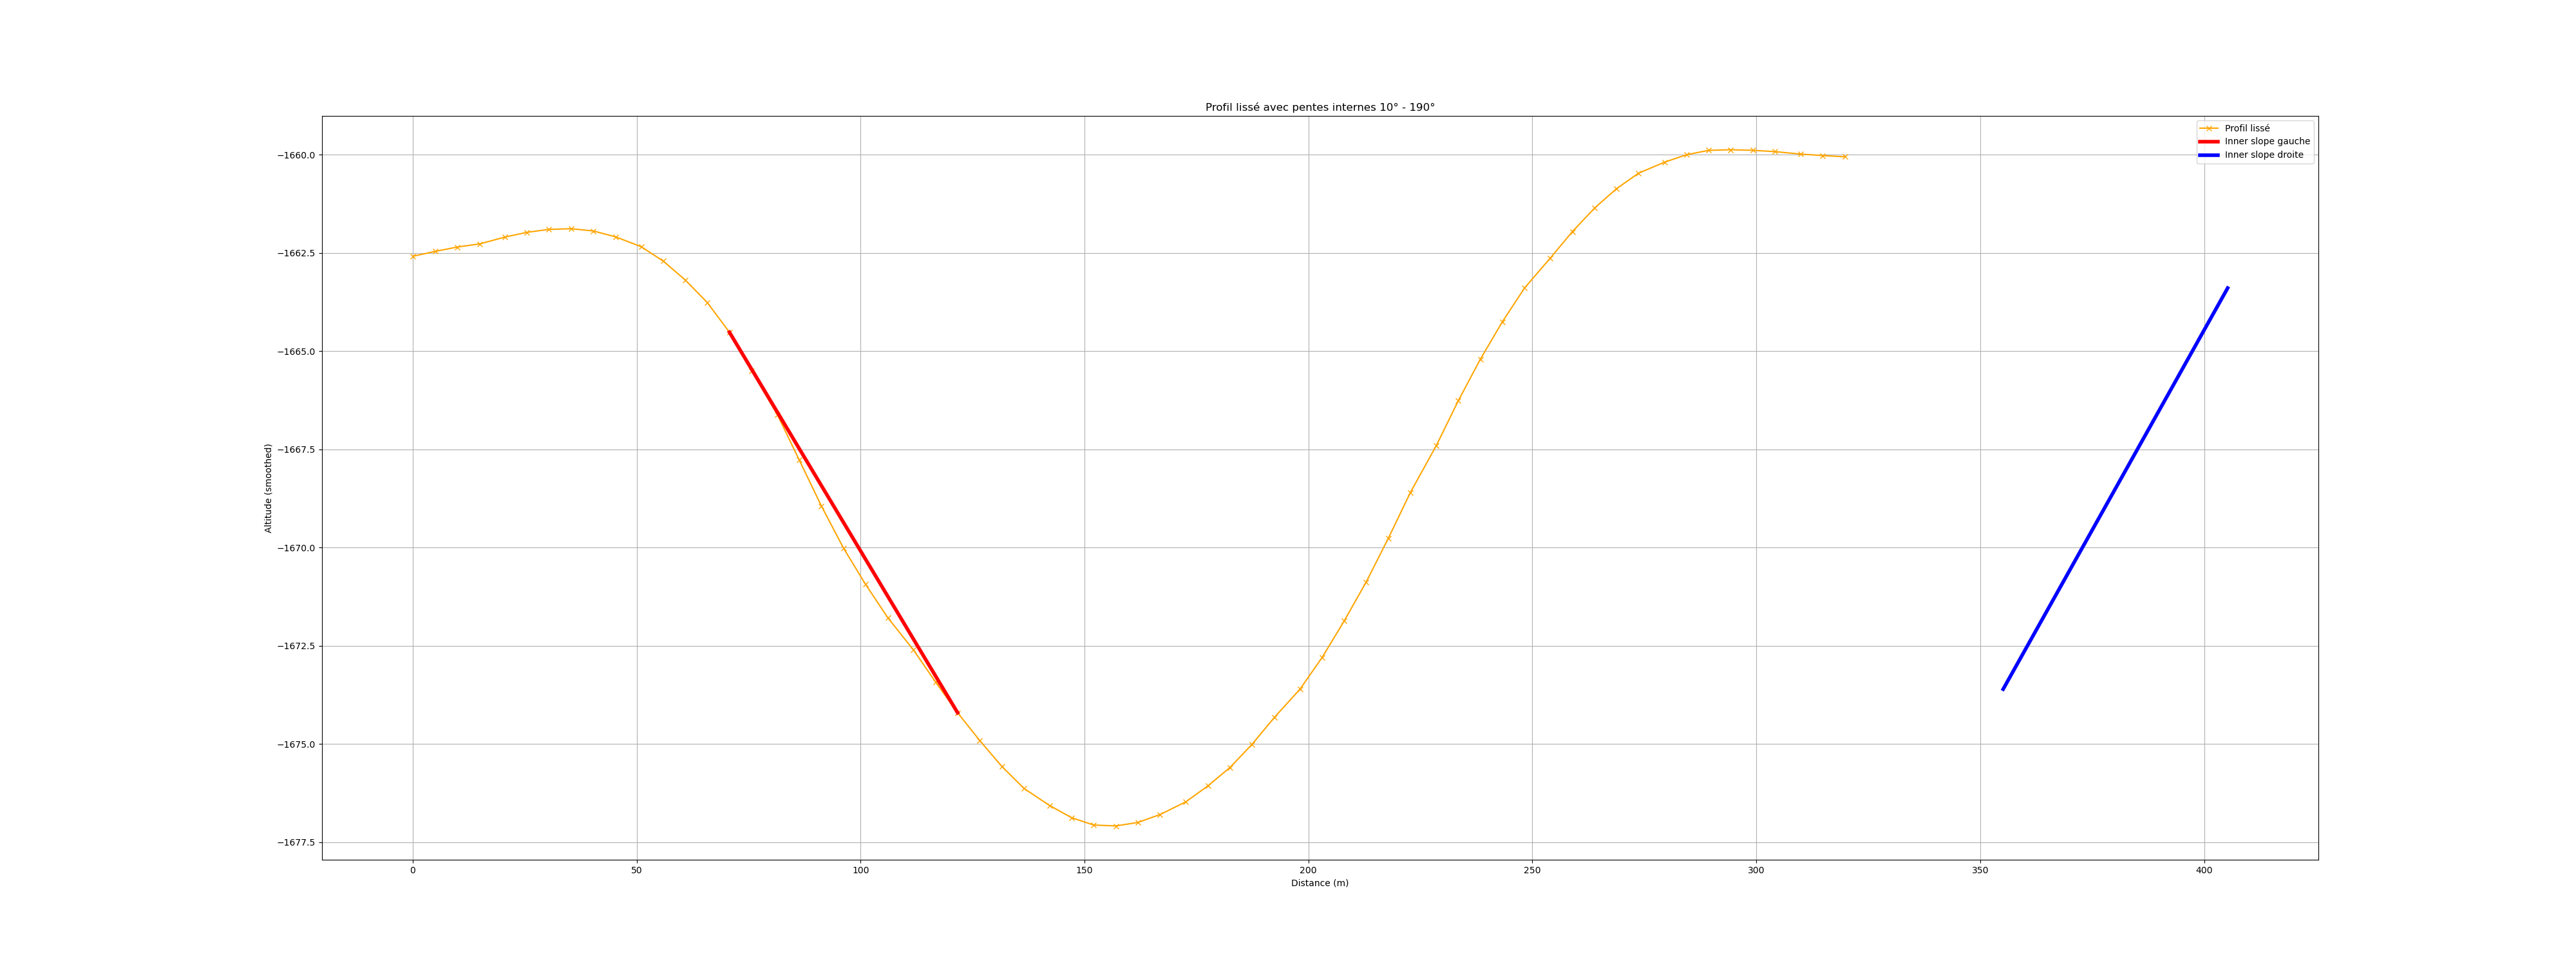 Profil lissé avec pentes internes 10° - 190°
Profil lissé
Inner slope gauche
Inner slope droite
Altitude (smoothed)
−1660.0
−1662.5
−1665.0
−1667.5
−1670.0
−1672.5
−1675.0
−1677.5
0 50 100 150 200 250 300 350 400
Distance (m)